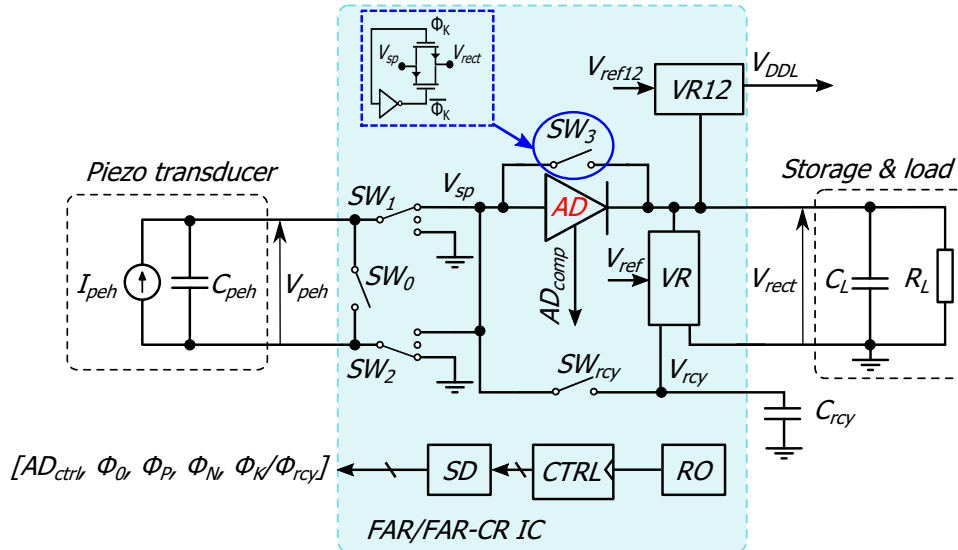 Φ_K
V_sp
V_rect
Φ̅_K
V_ref12
VR12
V_DDL
SW_3
Piezo transducer
Storage & load
SW_1
V_sp
AD
I_peh
C_peh
V_peh
SW_0
AD_comp
V_ref
VR
V_rect
C_L
R_L
SW_2
SW_rcy
V_rcy
C_rcy
[AD_ctrl, Φ_0, Φ_P, Φ_N, Φ_K/Φ_rcy]
SD
CTRL
RO
FAR/FAR-CR IC